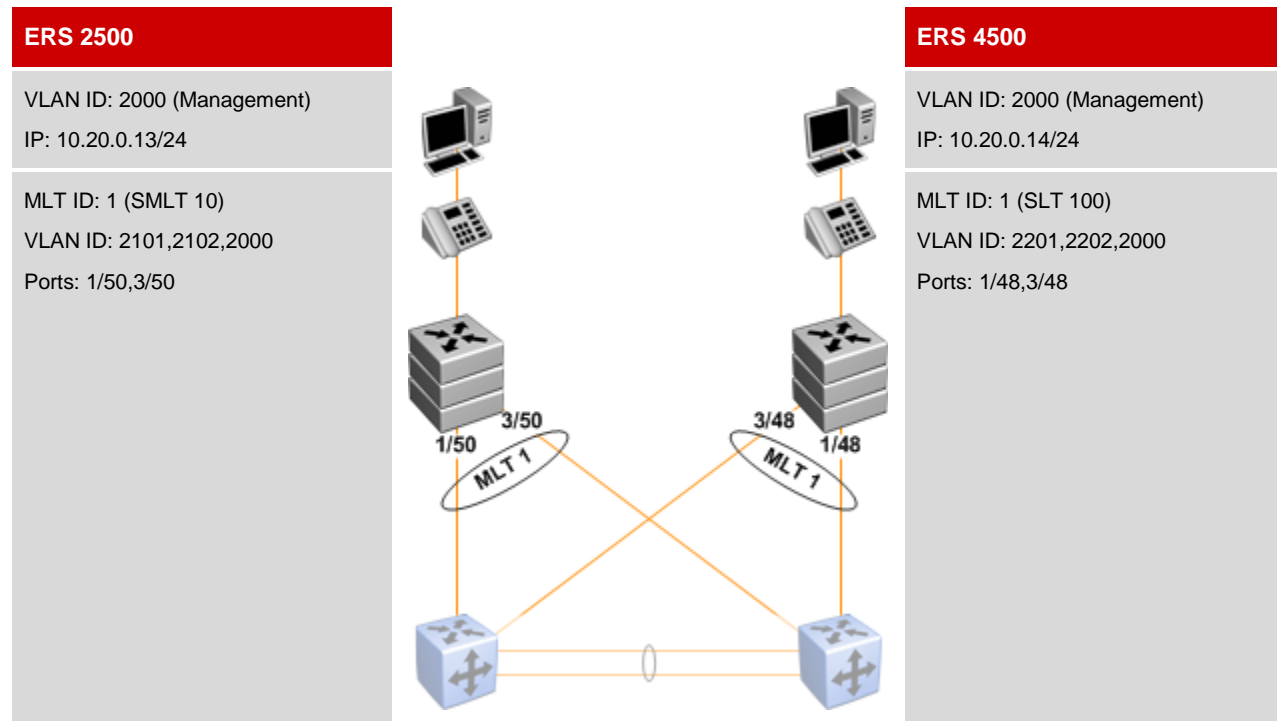 ERS 2500
VLAN ID: 2000 (Management)
IP: 10.20.0.13/24
MLT ID: 1 (SMLT 10)
VLAN ID: 2101,2102,2000
Ports: 1/50,3/50
3/50
1/50
MLT 1
3/48
1/48
MLT 1
ERS 4500
VLAN ID: 2000 (Management)
IP: 10.20.0.14/24
MLT ID: 1 (SLT 100)
VLAN ID: 2201,2202,2000
Ports: 1/48,3/48